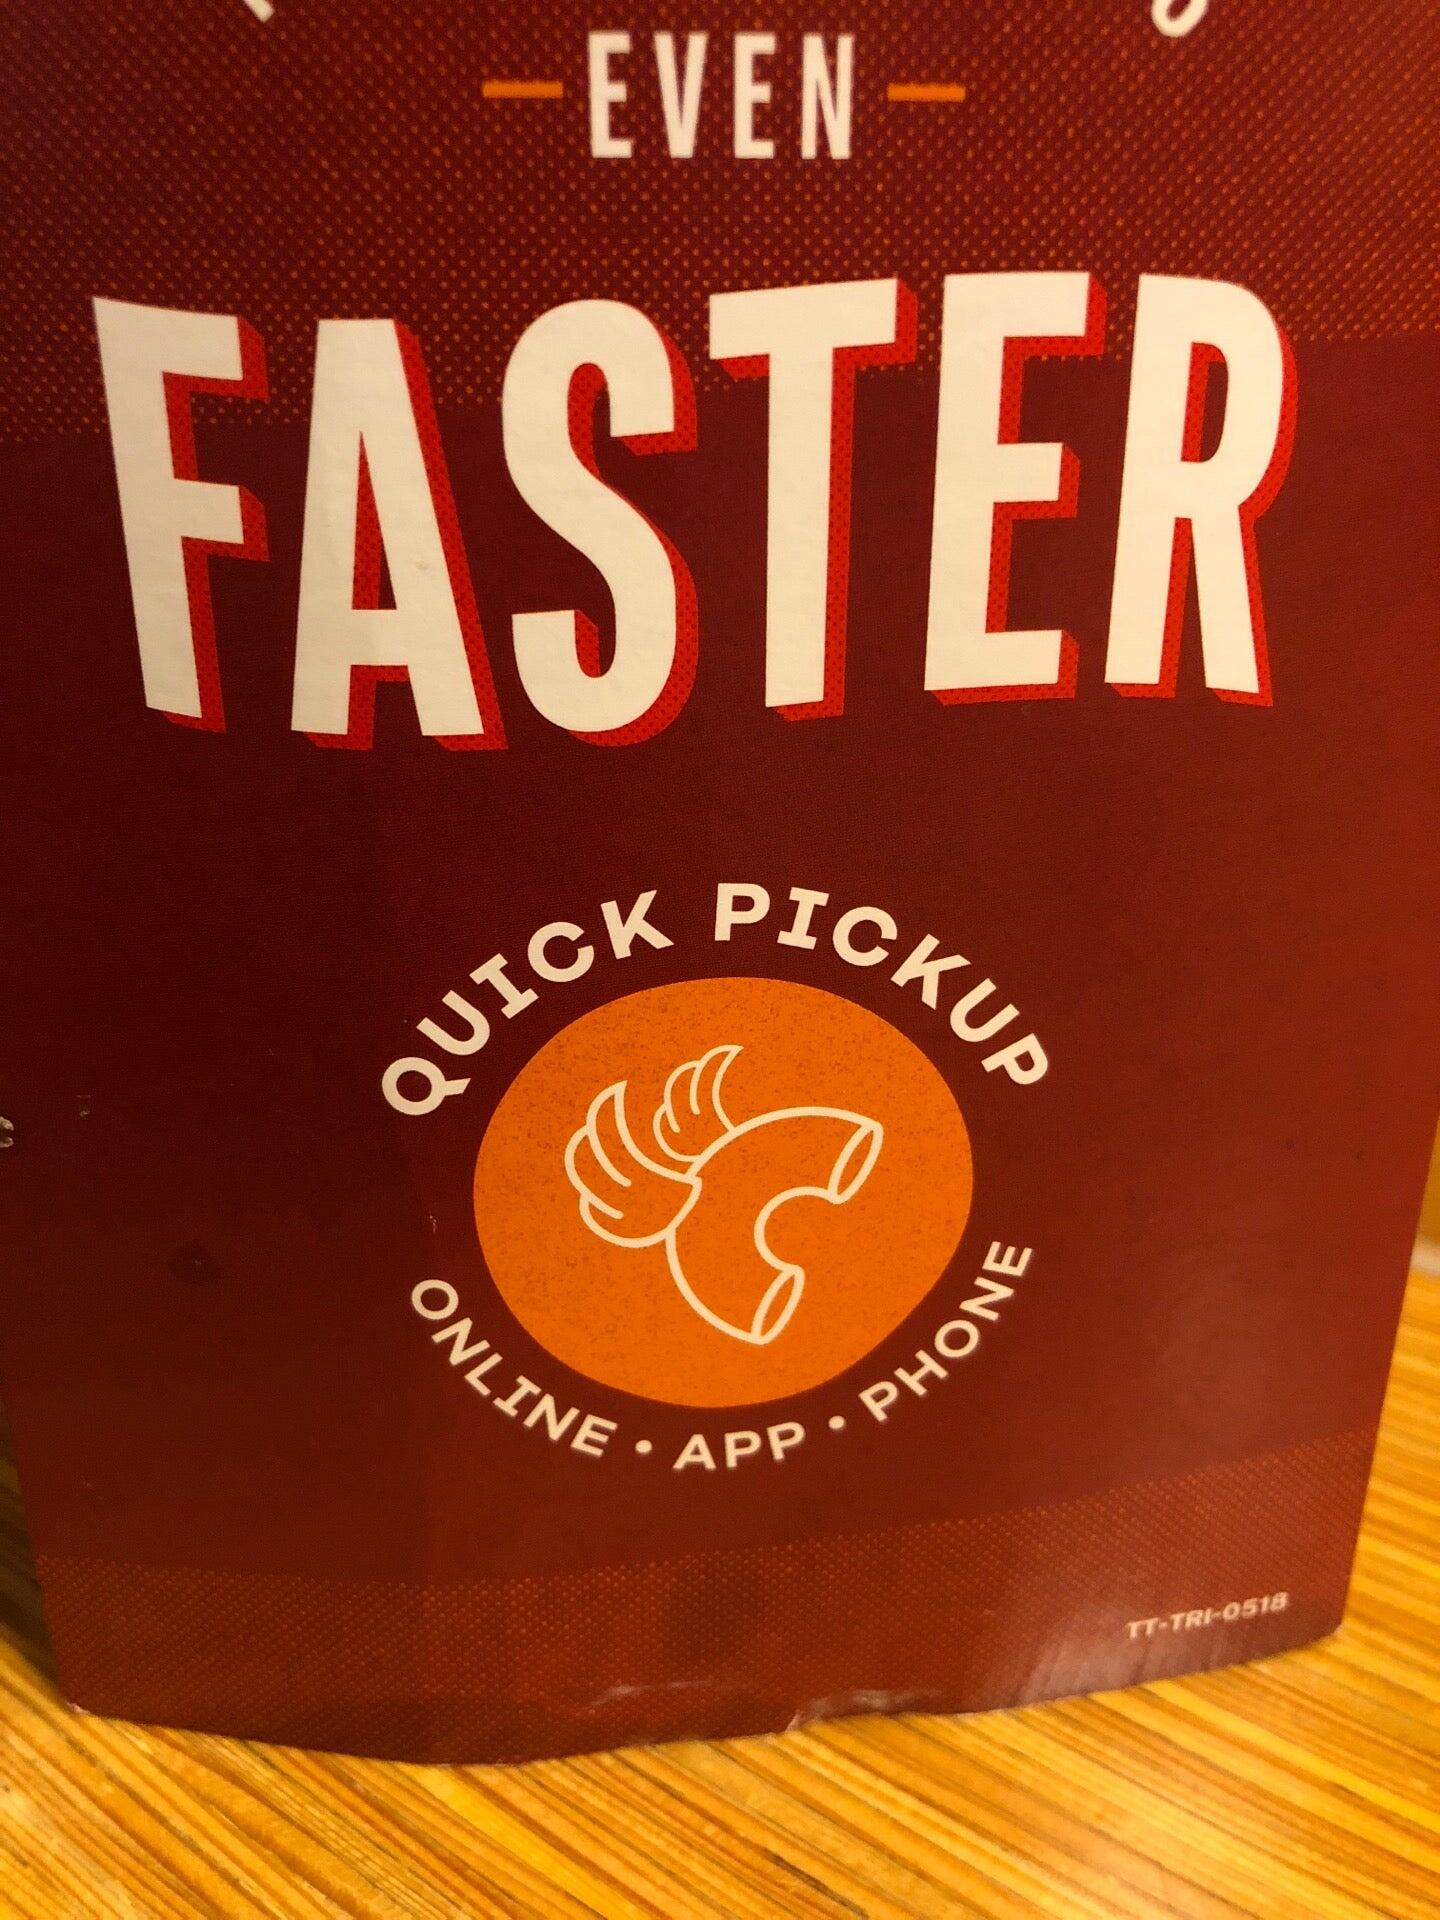 EVEN
FASTER
QUICK PICKUP
ONLINE • APP • PHONE
TT-TRI-0518